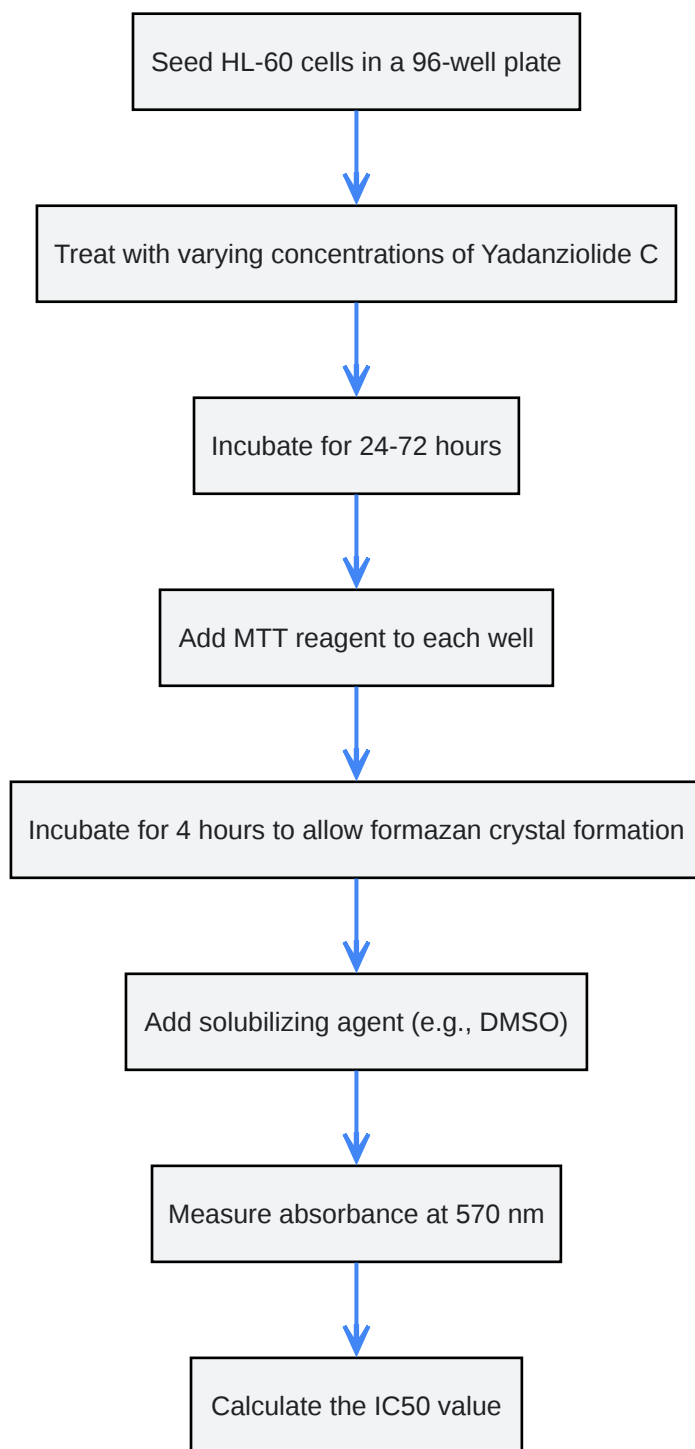 Seed HL-60 cells in a 96-well plate
Treat with varying concentrations of Yadanziolide C
Incubate for 24-72 hours
Add MTT reagent to each well
Incubate for 4 hours to allow formazan crystal formation
Add solubilizing agent (e.g., DMSO)
Measure absorbance at 570 nm
Calculate the IC50 value